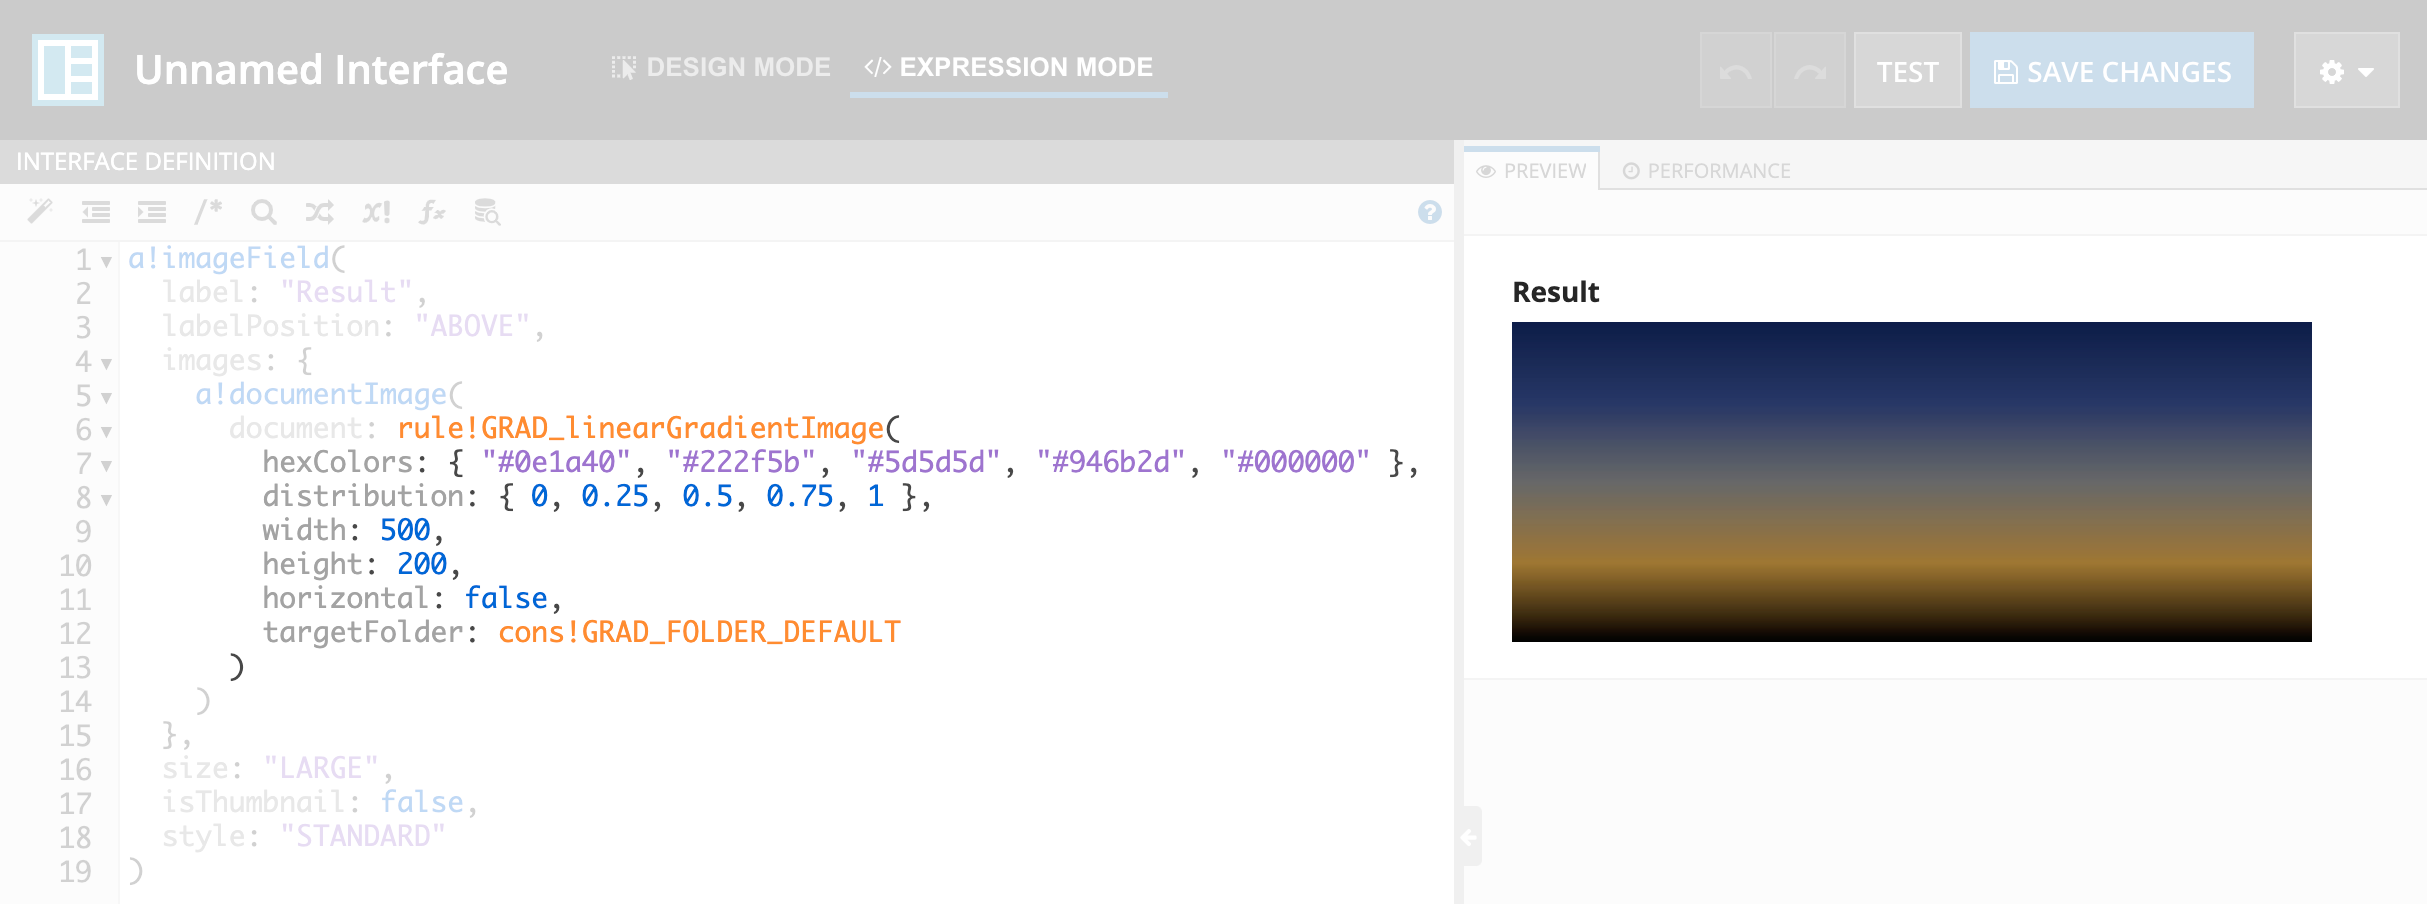 Unnamed Interface
DESIGN MODE
</> EXPRESSION MODE
TEST
SAVE CHANGES
INTERFACE DEFINITION
PREVIEW
PERFORMANCE
/*
x!
fx
?
1 a!imageField(
2 label: "Result",
3 labelPosition: "ABOVE",
4 images: {
5 a!documentImage(
6 document: rule!GRAD_linearGradientImage(
7 hexColors: { "#0e1a40", "#222f5b", "#5d5d5d", "#946b2d", "#000000" },
8 distribution: { 0, 0.25, 0.5, 0.75, 1 },
9 width: 500,
10 height: 200,
11 horizontal: false,
12 targetFolder: cons!GRAD_FOLDER_DEFAULT
13 )
14 )
15 },
16 size: "LARGE",
17 isThumbnail: false,
18 style: "STANDARD"
19 )
Result